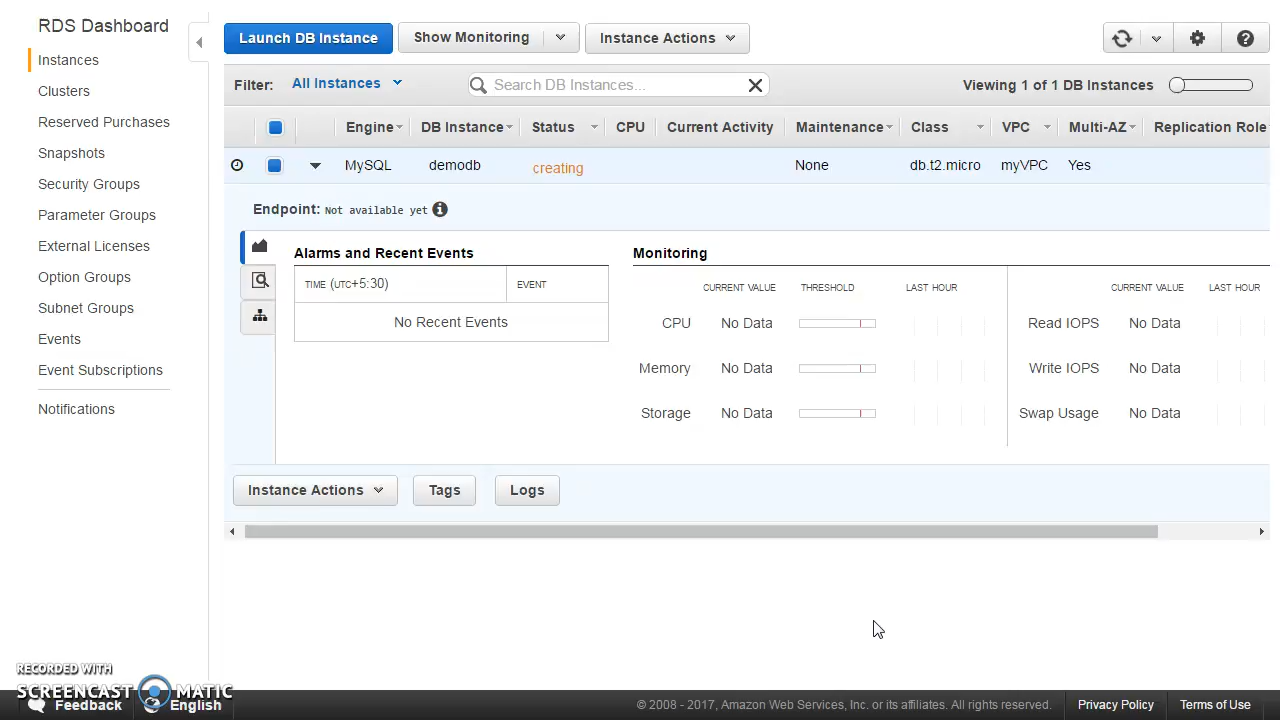 RDS Dashboard
Instances
Clusters
Reserved Purchases
Snapshots
Security Groups
Parameter Groups
External Licenses
Option Groups
Subnet Groups
Events
Event Subscriptions
Notifications
Launch DB Instance Show Monitoring Instance Actions
Filter: All Instances Search DB Instances... Viewing 1 of 1 DB Instances
Engine DB Instance Status CPU Current Activity Maintenance Class VPC Multi-AZ Replication Role
MySQL demodb creating None db.t2.micro myVPC Yes
Endpoint: Not available yet
Alarms and Recent Events
TIME (UTC+5:30) EVENT
No Recent Events
Monitoring
CURRENT VALUE THRESHOLD LAST HOUR CURRENT VALUE LAST HOUR
CPU No Data Read IOPS No Data
Memory No Data Write IOPS No Data
Storage No Data Swap Usage No Data
Instance Actions Tags Logs
RECORDED WITH
SCREENCAST MATIC
Feedback English © 2008 - 2017, Amazon Web Services, Inc. or its affiliates. All rights reserved. Privacy Policy Terms of Use